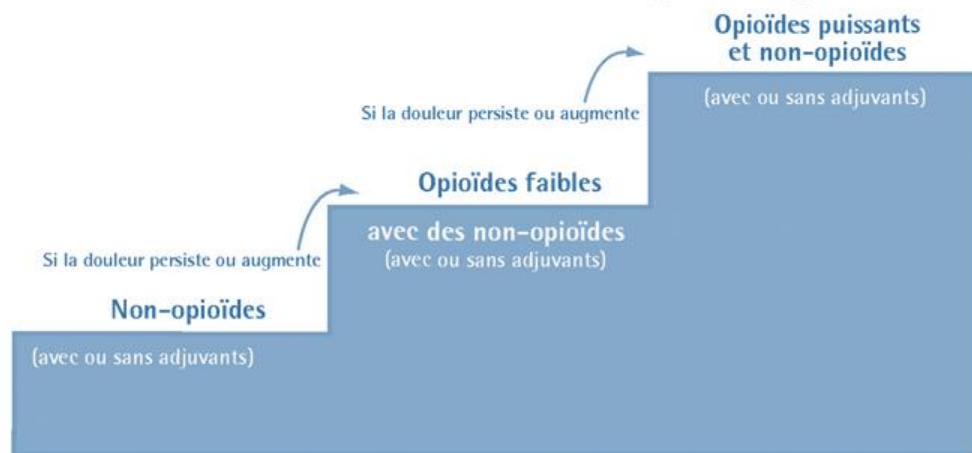 Opioïdes puissants
et non-opioïdes
(avec ou sans adjuvants)
Si la douleur persiste ou augmente
Opioïdes faibles
avec des non-opioïdes
(avec ou sans adjuvants)
Si la douleur persiste ou augmente
Non-opioïdes
(avec ou sans adjuvants)